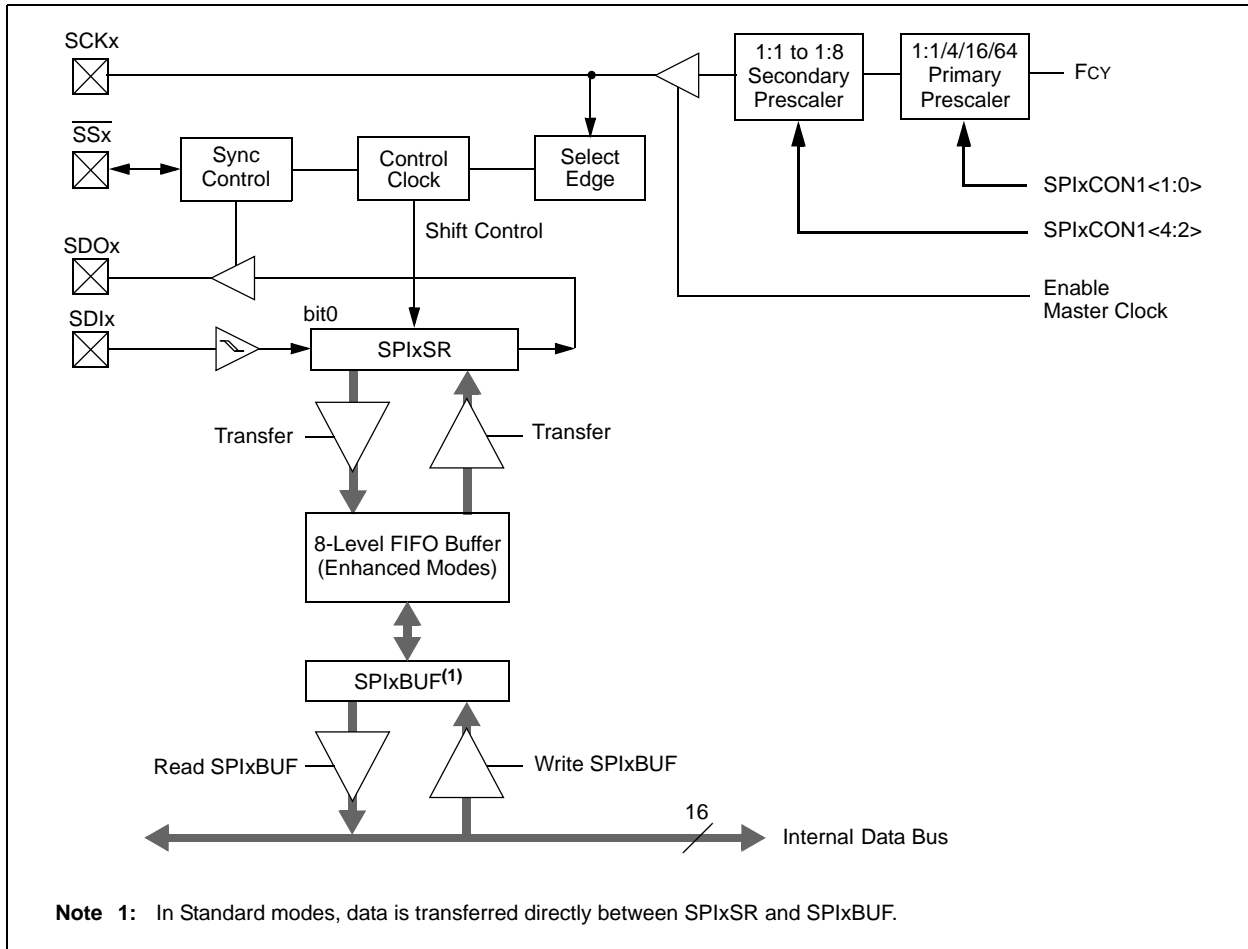 SCKx
1:1 to 1:8
Secondary
Prescaler
1:1/4/16/64
Primary
Prescaler
FCY
SSx
Sync
Control
Control
Clock
Select
Edge
SPIxCON1<1:0>
Shift Control
SPIxCON1<4:2>
SDOx
Enable
Master Clock
SDIx
bit0
SPIxSR
Transfer
Transfer
8-Level FIFO Buffer
(Enhanced Modes)
SPIxBUF(1)
Read SPIxBUF
Write SPIxBUF
16
Internal Data Bus
Note 1: In Standard modes, data is transferred directly between SPIxSR and SPIxBUF.